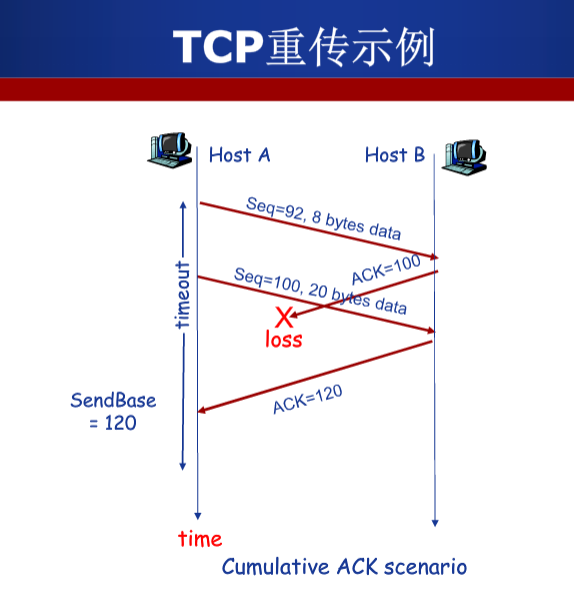 TCP重传示例
Host A
Host B
Seq=92, 8 bytes data
ACK=100
Seq=100, 20 bytes data
timeout
X
loss
ACK=120
SendBase
= 120
time
Cumulative ACK scenario